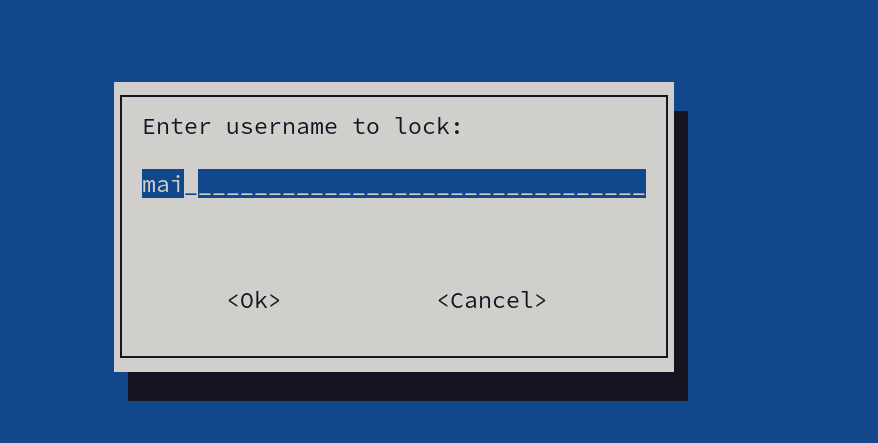 Enter username to lock:
mai
<Ok> <Cancel>